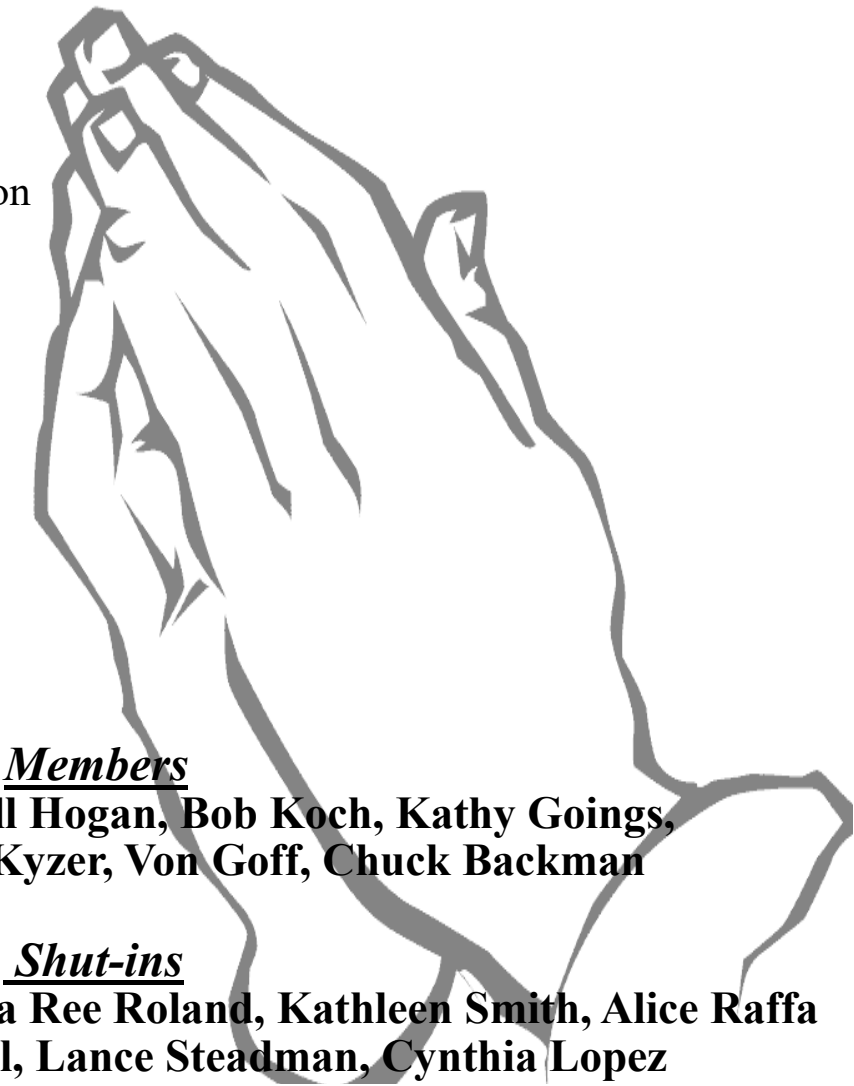 on
Members
ll Hogan, Bob Koch, Kathy Goings,
Kyzer, Von Goff, Chuck Backman
Shut-ins
a Ree Roland, Kathleen Smith, Alice Raffa
l, Lance Steadman, Cynthia Lopez